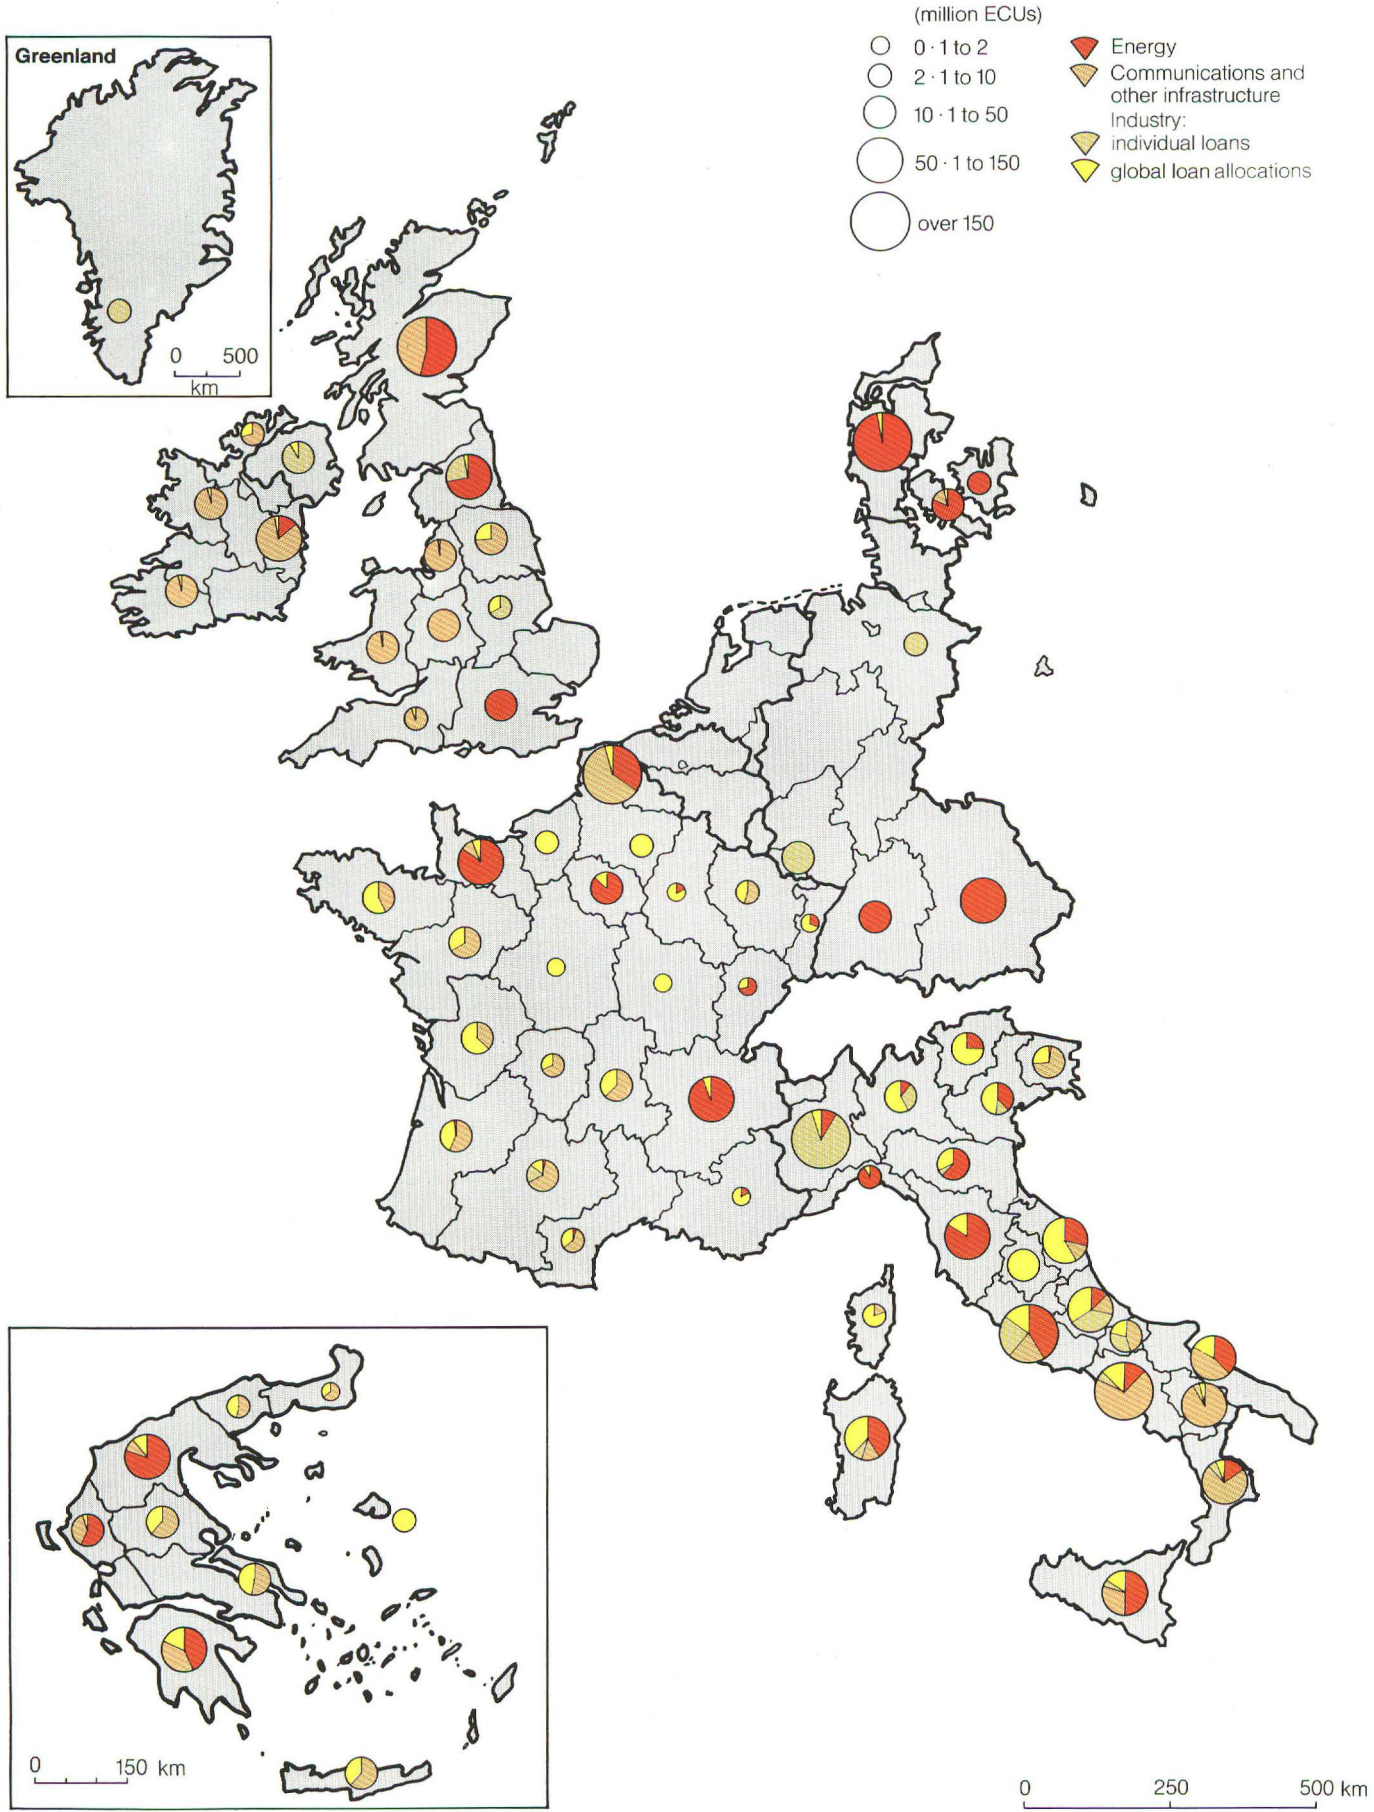 Greenland
0 500
km
(million ECUs)
0·1 to 2
2·1 to 10
10·1 to 50
50·1 to 150
over 150
Energy
Communications and
other infrastructure
Industry:
individual loans
global loan allocations
0 150 km
0 250 500 km